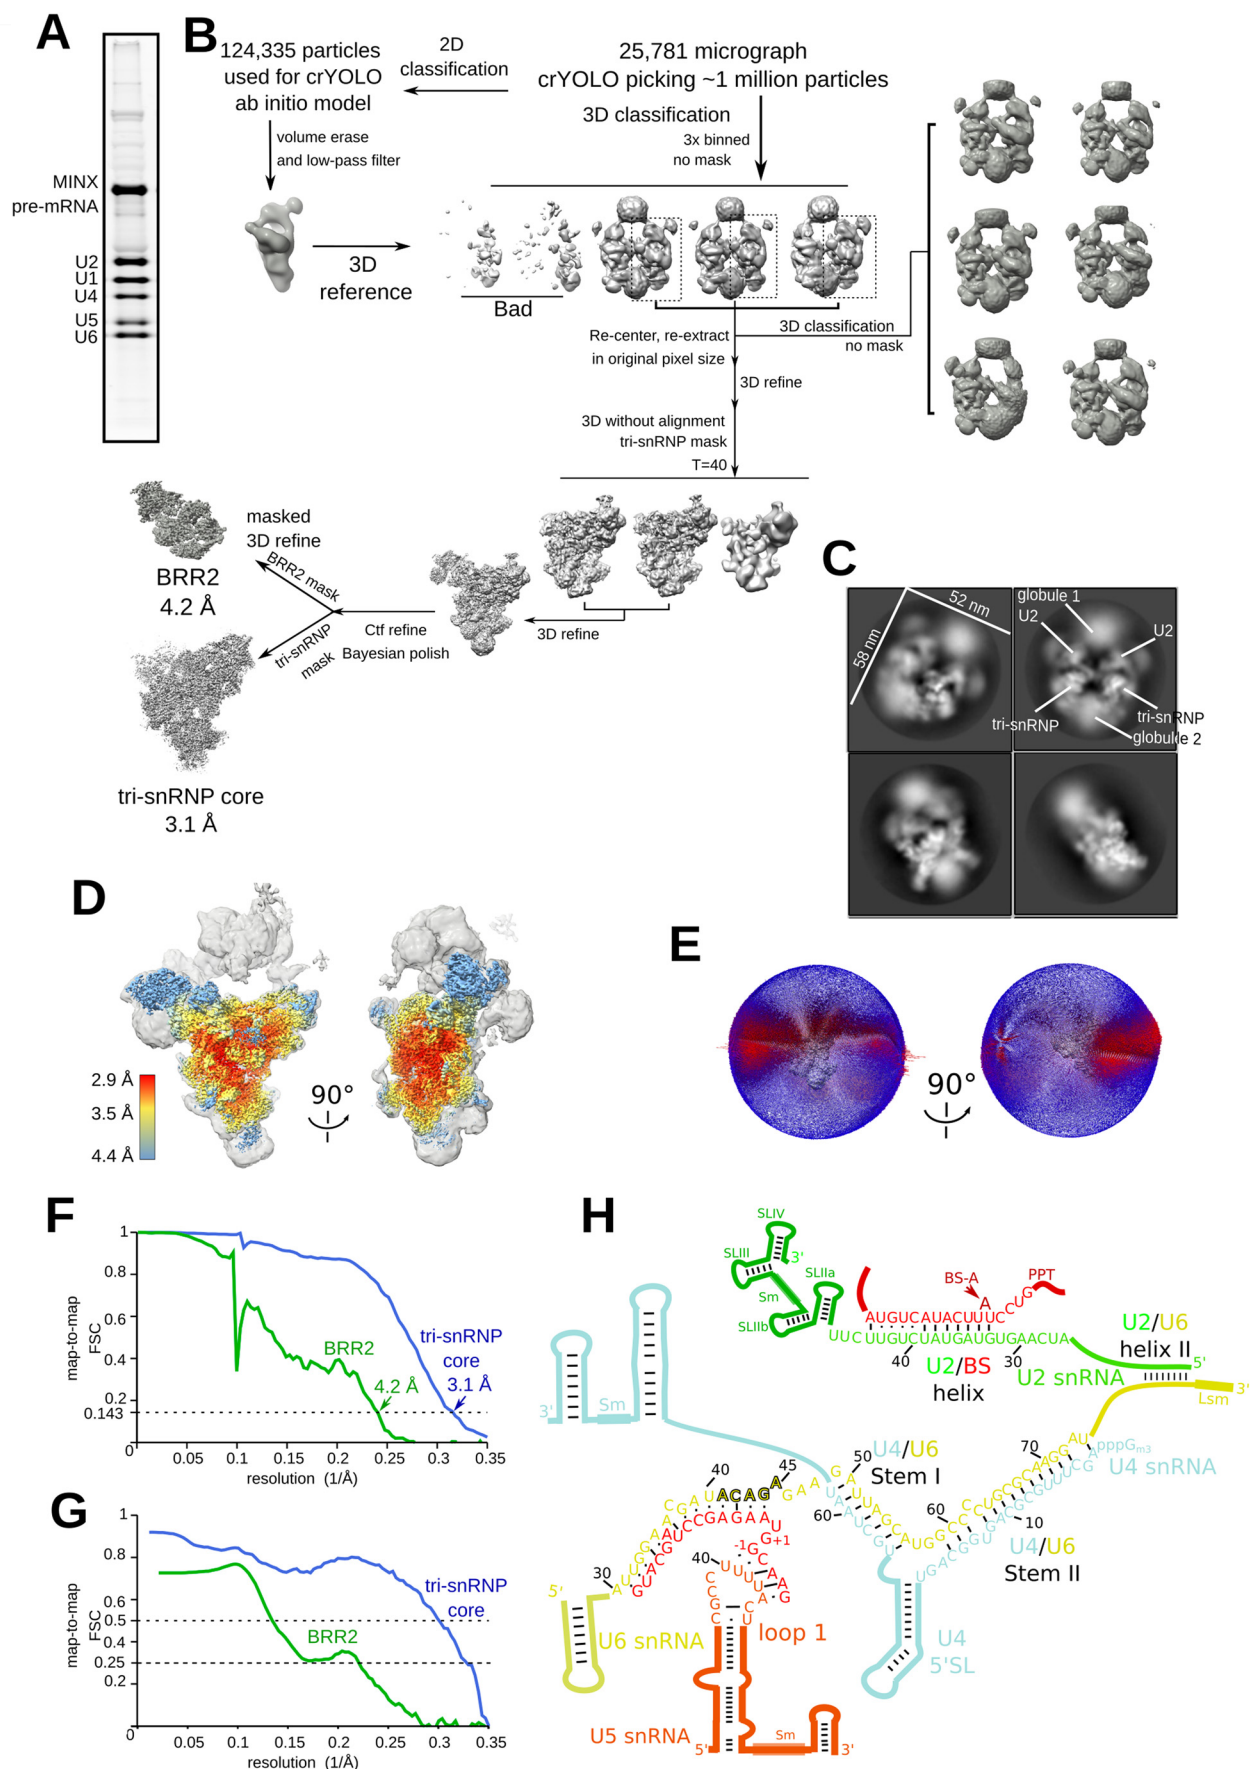 A
MINX
pre-mRNA
U2
U1
U4
U5
U6
B
124,335 particles
used for crYOLO
ab initio model
2D
classification
25,781 micrograph
crYOLO picking ~1 million particles
volume erase
and low-pass filter
3D classification
3x binned
no mask
3D
reference
Bad
Re-center, re-extract
in original pixel size
3D classification
no mask
3D refine
3D without alignment
tri-snRNP mask
T=40
masked
3D refine
BRR2 mask
BRR2
4.2 Å
tri-snRNP
mask
Ctf refine
Bayesian polish
3D refine
tri-snRNP core
3.1 Å
C
58 nm
52 nm
globule 1
U2
U2
tri-snRNP
tri-snRNP
globule 2
D
2.9 Å
3.5 Å
4.4 Å
90°
E
90°
F
map-to-map
FSC
1
0.8
0.6
0.4
0.2
0.143
0
0.05
0.1
0.15
0.2
0.25
0.3
0.35
resolution (1/Å)
tri-snRNP
core
3.1 Å
BRR2
4.2 Å
G
map-to-map
FSC
1
0.8
0.5
0.4
0.25
0.2
0
0.05
0.1
0.15
0.2
0.25
0.3
0.35
resolution (1/Å)
tri-snRNP
core
BRR2
H
SLIV
SLIII
3'
SLIIa
Sm
SLIIb
BS-A
A
PPT
AUGUCAUACUUUCCUG
UUCUUGUCUAUGAUGUGAACUA
40
30
U2/BS
helix
U2 snRNA
U2/U6
helix II
5'
3'
Lsm
3'
Sm
U4/U6
Stem I
50
60
70
60
10
pppGm3
U4 snRNA
U4/U6
Stem II
40
45
ACAGA
30
5'
U6 snRNA
G+1
-1G
40
loop 1
U4
5'SL
U5 snRNA
5'
Sm
3'